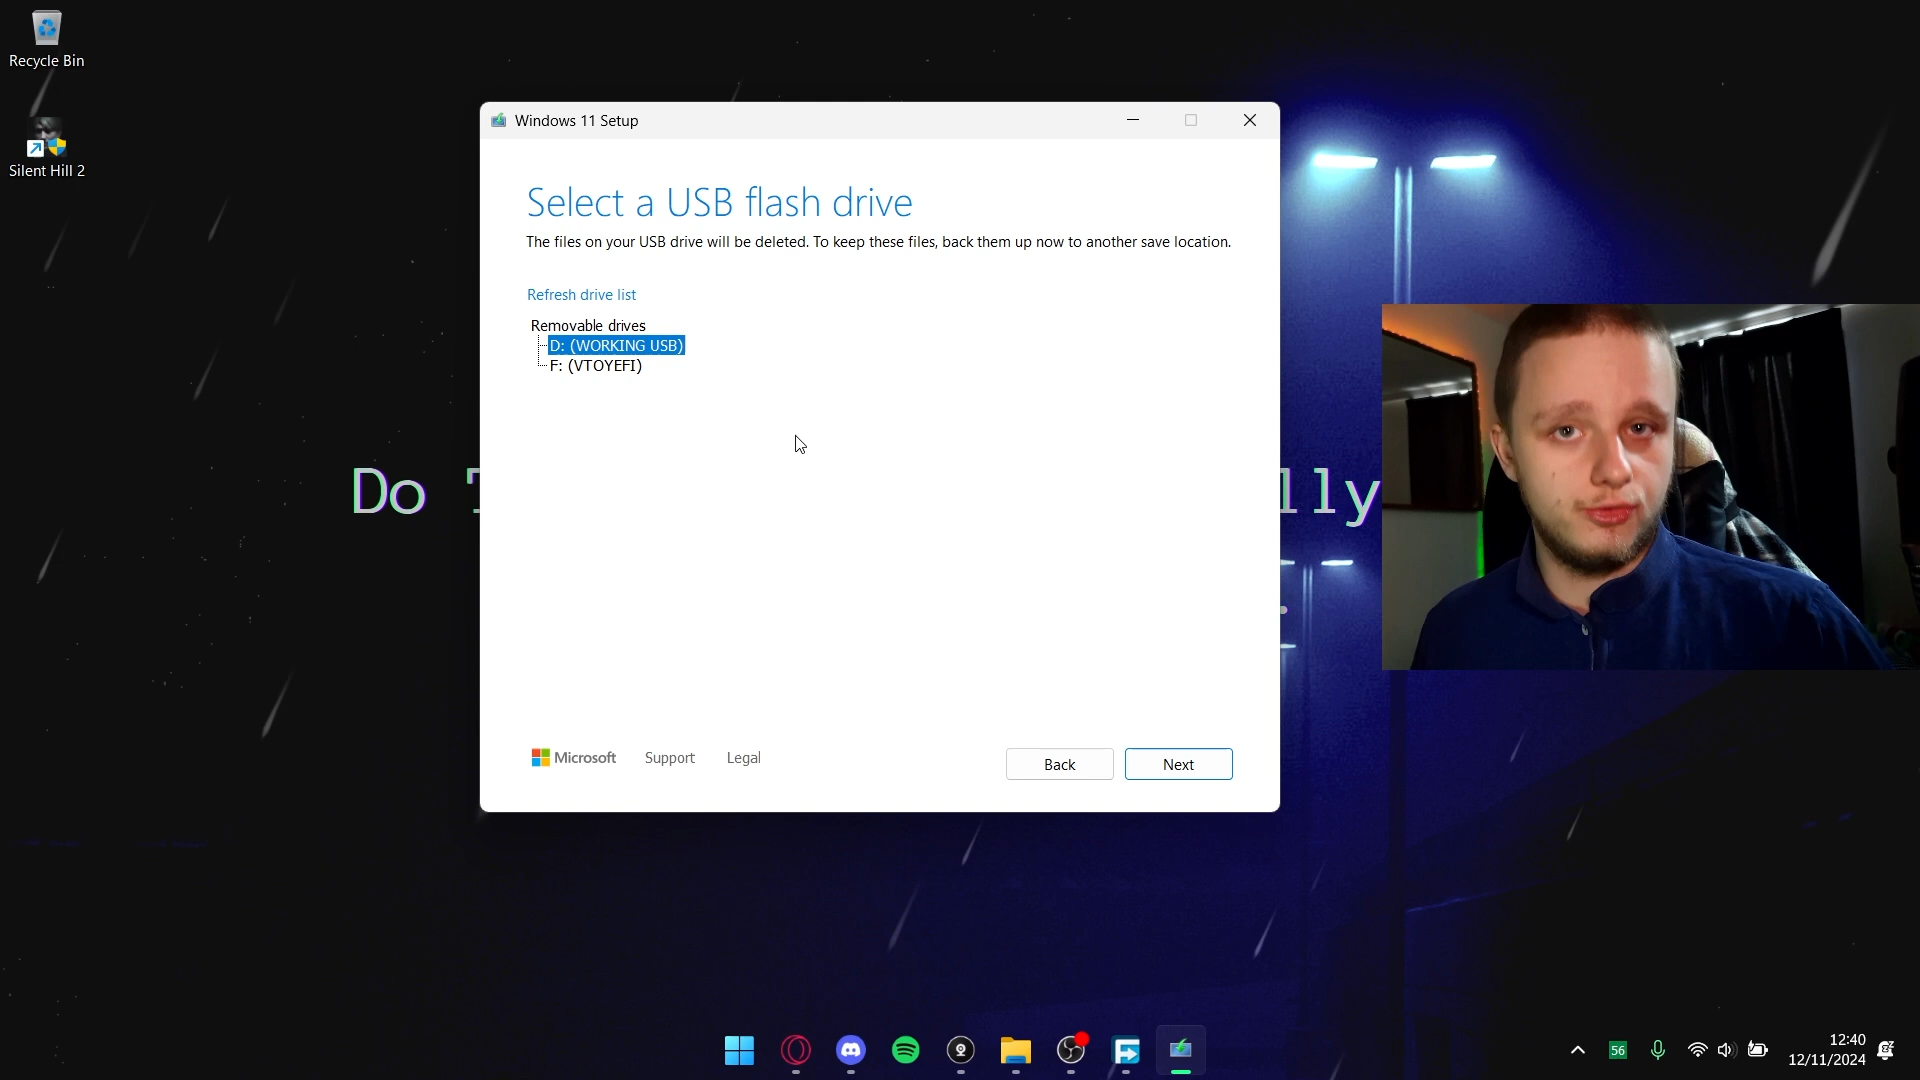 Recycle Bin
Silent Hill 2
Windows 11 Setup
Select a USB flash drive
The files on your USB drive will be deleted. To keep these files, back them up now to another save location.
Refresh drive list
Removable drives
D: (WORKING USB)
F: (VTOYEFI)
Do
lly
Microsoft
Support
Legal
Back
Next
56
12:40
12/11/2024